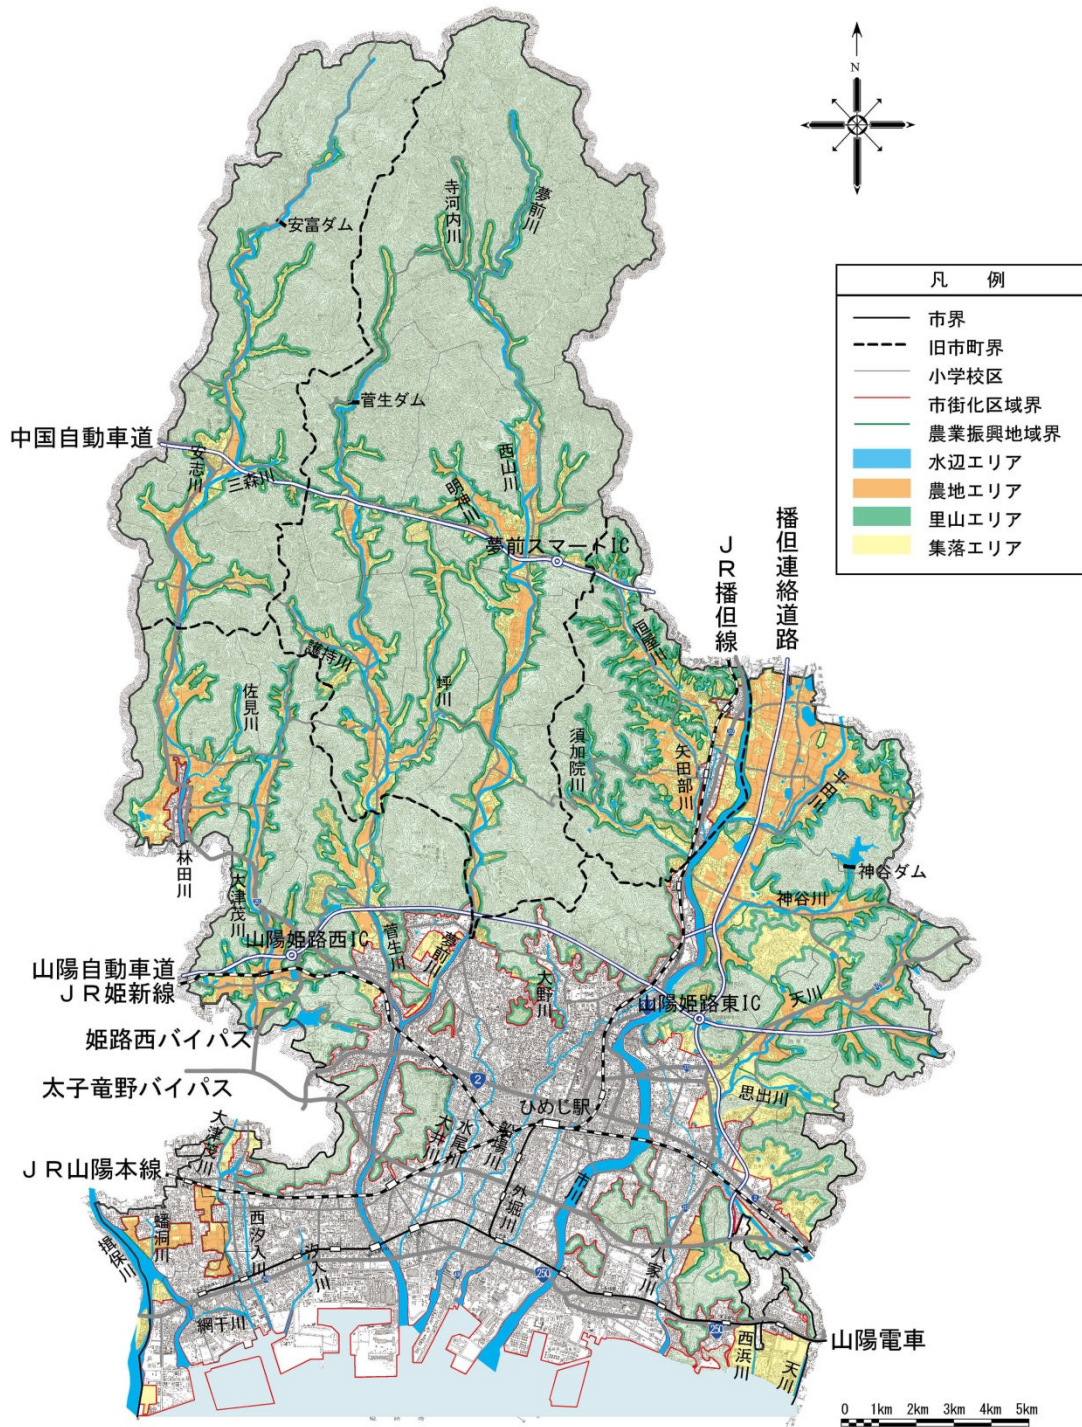 N
安富ダム
寺河内川
夢前川
凡 例
市界
旧市町界
小学校区
市街化区域界
農業振興地域界
水辺エリア
農地エリア
里山エリア
集落エリア
菅生ダム
中国自動車道
安志川
三森川
明神川
西山川
夢前スマートIC
JR播但線
播但連絡道路
恒屋川
護持川
坪川
佐見川
須加院川
矢田部川
平田川
林田川
大津茂川
神谷ダム
神谷川
山陽姫路西IC
菅生川
夢前川
大野川
山陽自動車道
JR姫新線
山陽姫路東IC
天川
姫路西バイパス
太子竜野バイパス
2
ひめじ駅
思出川
大津茂川
大井川
水尾川
船場川
JR山陽本線
市川
外堀川
揖保川
蟠洞川
西汐入川
汐入川
八家川
250
網干川
250
西浜川
天川
山陽電車
0 1km 2km 3km 4km 5km